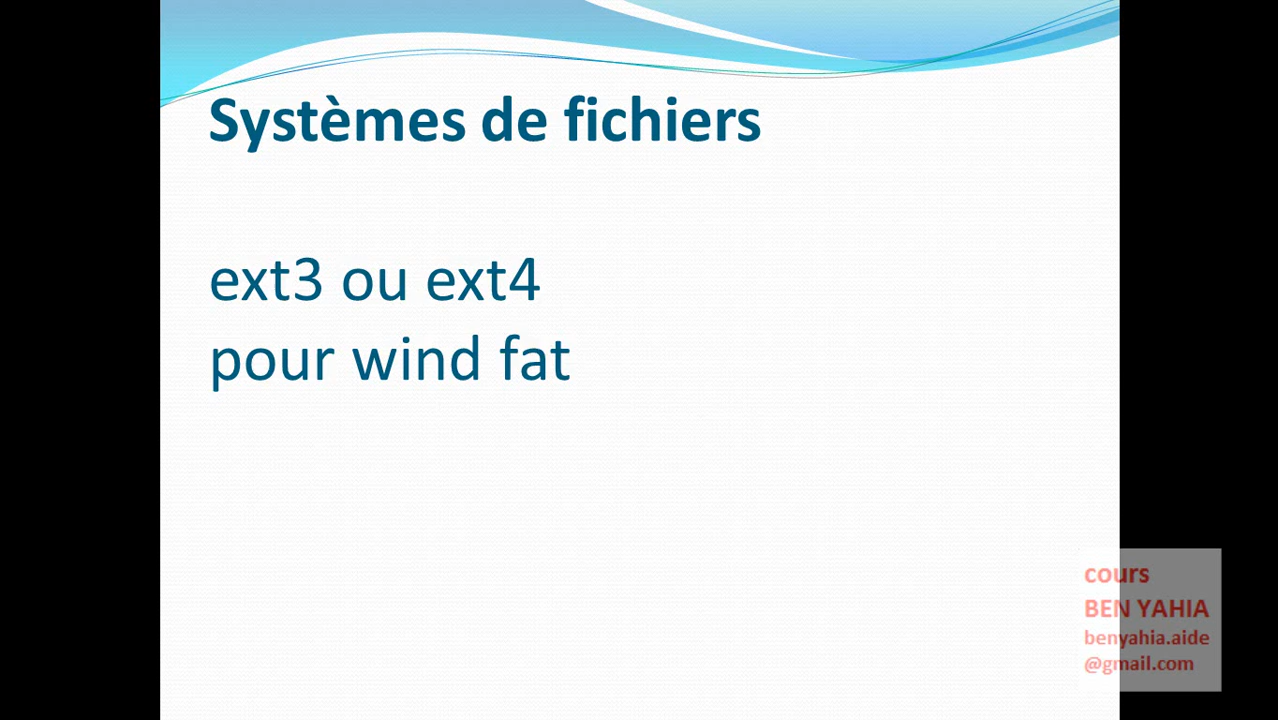 Systèmes de fichiers
ext3 ou ext4
pour wind fat
cours
BEN YAHIA
benyahia.aide
@gmail.com